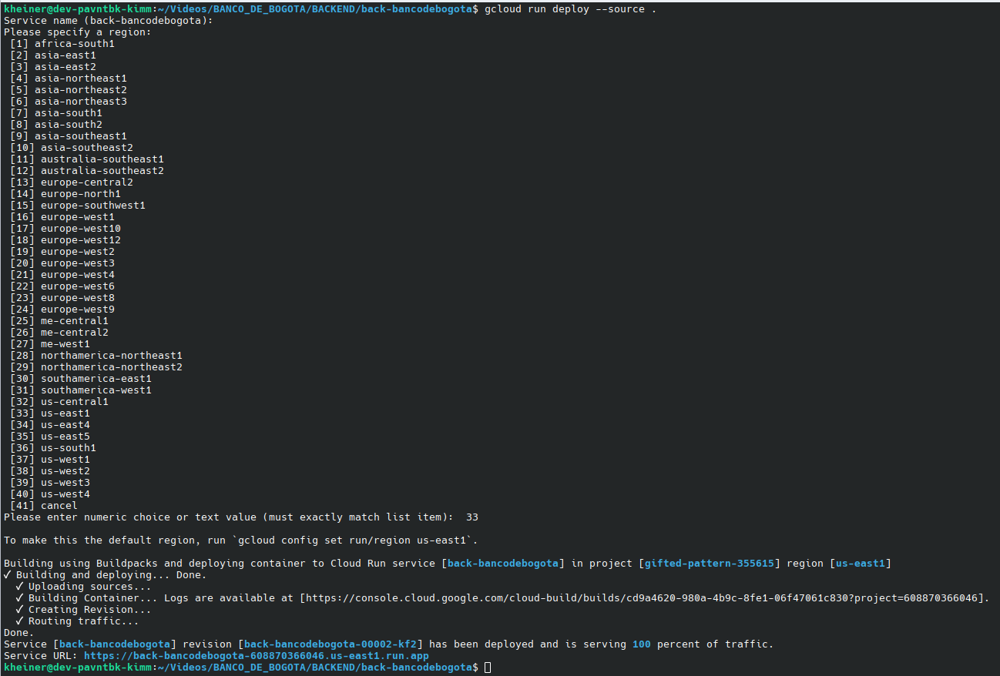 kheiner@dev-pavntbk-kimm:~/Videos/BANCO_DE_BOGOTA/BACKEND/back-bancodebogota$ gcloud run deploy --source .
Service name (back-bancodebogota):
Please specify a region:
[1] africa-south1
[2] asia-east1
[3] asia-east2
[4] asia-northeast1
[5] asia-northeast2
[6] asia-northeast3
[7] asia-south1
[8] asia-south2
[9] asia-southeast1
[10] asia-southeast2
[11] australia-southeast1
[12] australia-southeast2
[13] europe-central2
[14] europe-north1
[15] europe-southwest1
[16] europe-west1
[17] europe-west10
[18] europe-west12
[19] europe-west2
[20] europe-west3
[21] europe-west4
[22] europe-west6
[23] europe-west8
[24] europe-west9
[25] me-central1
[26] me-central2
[27] me-west1
[28] northamerica-northeast1
[29] northamerica-northeast2
[30] southamerica-east1
[31] southamerica-west1
[32] us-central1
[33] us-east1
[34] us-east4
[35] us-east5
[36] us-south1
[37] us-west1
[38] us-west2
[39] us-west3
[40] us-west4
[41] cancel
Please enter numeric choice or text value (must exactly match list item):  33
To make this the default region, run `gcloud config set run/region us-east1`.
Building using Buildpacks and deploying container to Cloud Run service [back-bancodebogota] in project [gifted-pattern-355615] region [us-east1]
✓ Building and deploying... Done.
✓ Uploading sources...
✓ Building Container... Logs are available at [https://console.cloud.google.com/cloud-build/builds/cd9a4620-980a-4b9c-8fe1-06f47061c830?project=608870366046].
✓ Creating Revision...
✓ Routing traffic...
Done.
Service [back-bancodebogota] revision [back-bancodebogota-00002-kf2] has been deployed and is serving 100 percent of traffic.
Service URL: https://back-bancodebogota-608870366046.us-east1.run.app
kheiner@dev-pavntbk-kimm:~/Videos/BANCO_DE_BOGOTA/BACKEND/back-bancodebogota$